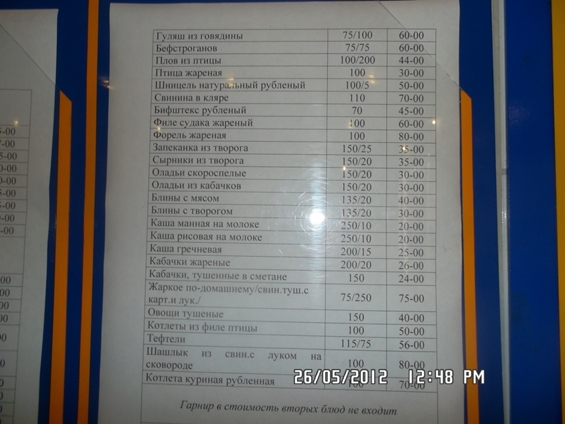 Гуляш из говядины 75/100 60-00
Бефстроганов 75/75 60-00
Плов из птицы 100/200 44-00
Птица жареная 100 30-00
Шницель натуральный рубленый 100/5 50-00
Свинина в кляре 110 70-00
Бифштекс рубленый 70 45-00
Филе судака жареный 100 60-00
Форель жареная 100 80-00
Запеканка из творога 150/25 35-00
Сырники из творога 150/20 35-00
Оладьи скороспелые 150/20 30-00
Оладьи из кабачков 150/20 30-00
Блины с мясом 135/20 40-00
Блины с творогом 135/20 30-00
Каша манная на молоке 250/10 20-00
Каша рисовая на молоке 250/10 20-00
Каша гречневая 200/15 25-00
Кабачки жареные 200/20 26-00
Кабачки, тушенные в сметане 150 24-00
Жаркое по-домашнему/свин.туш.с
карт.и лук./ 75/250 75-00
Овощи тушеные 150 40-00
Котлеты из филе птицы 100 50-00
Тефтели 115/75 56-00
Шашлык из свин.с луком на
сковороде 100 80-00
Котлета куриная рубленная 100 70-00
26/05/2012 12:48 PM
Гарнир в стоимость вторых блюд не входит